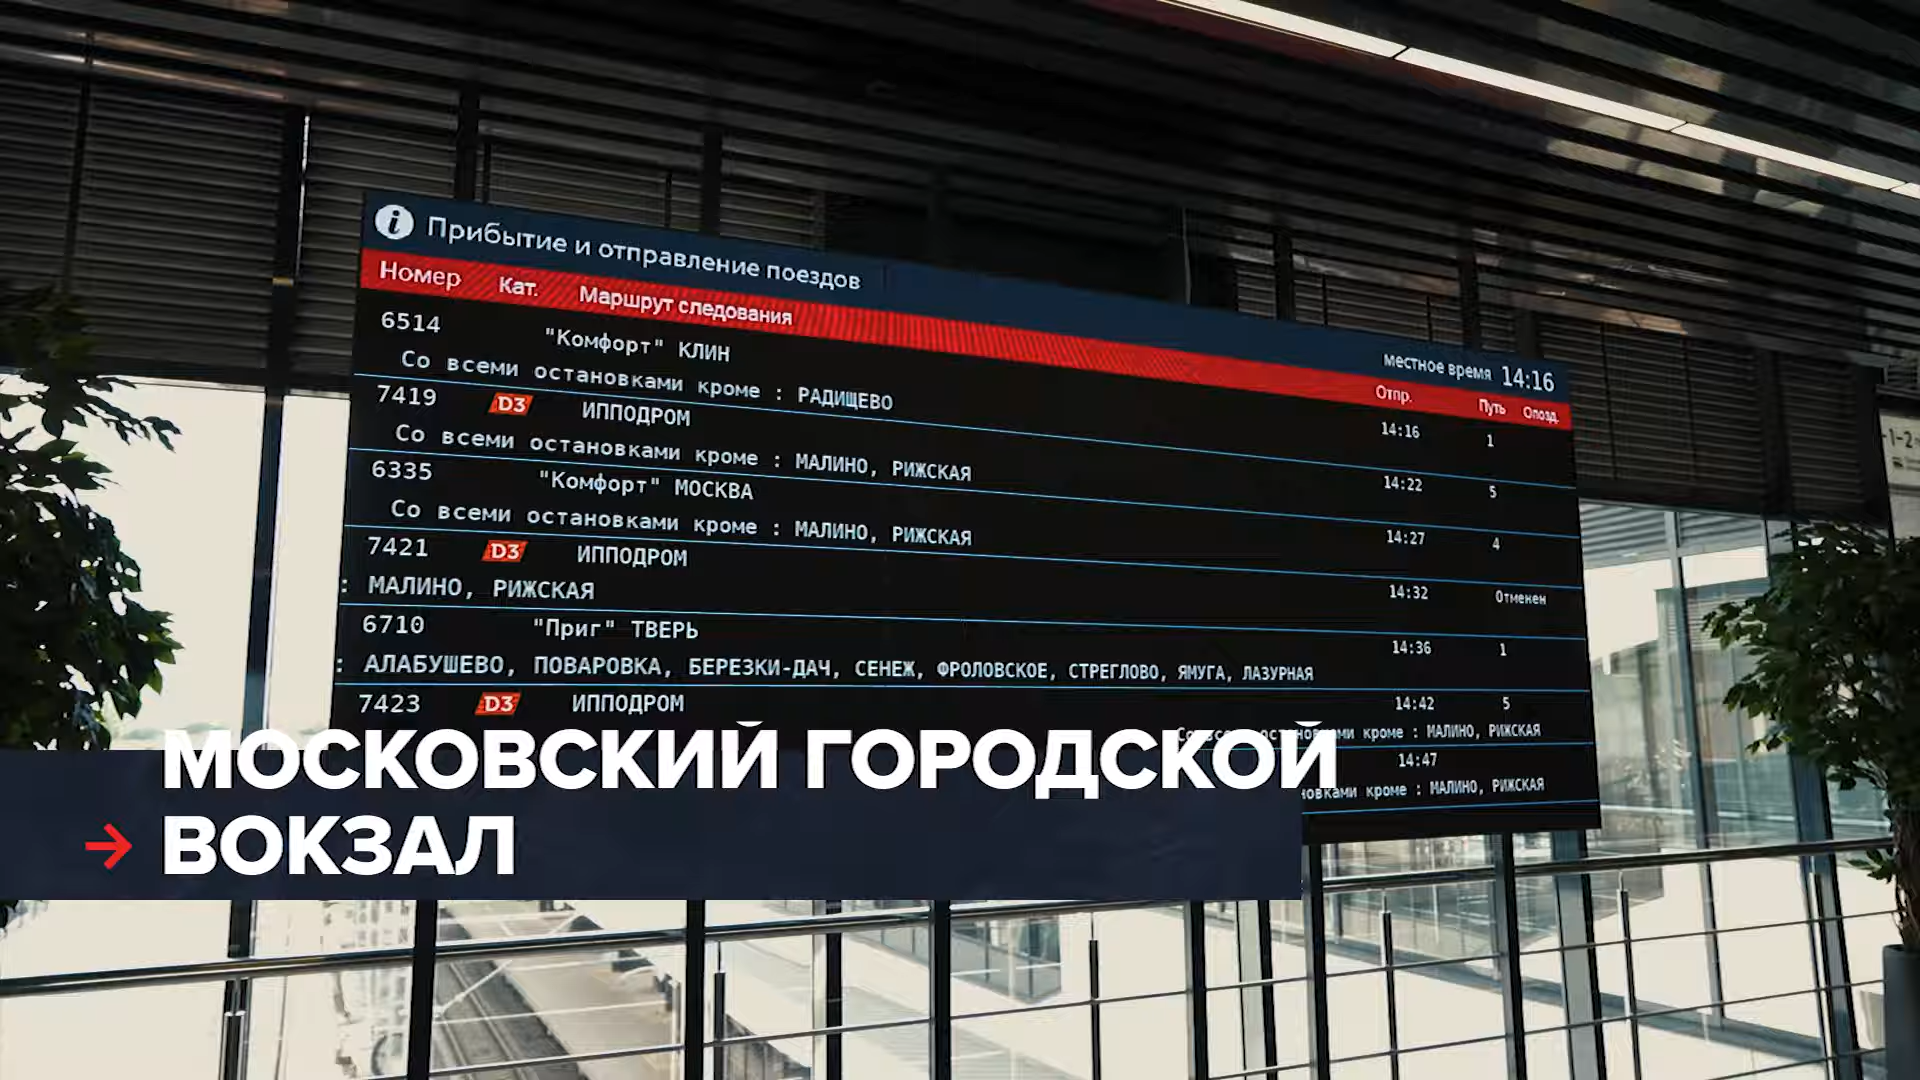 Прибытие и отправление поездов
местное время 14:16
Номер Кат. Маршрут следования Отпр. Путь Опозд.
6514 "Комфорт" КЛИН 14:16 1
Со всеми остановками кроме : РАДИЩЕВО
7419 D3 ИППОДРОМ 14:22 5
Со всеми остановками кроме : МАЛИНО, РИЖСКАЯ
6335 "Комфорт" МОСКВА 14:27 4
Со всеми остановками кроме : МАЛИНО, РИЖСКАЯ
7421 D3 ИППОДРОМ 14:32 Отменен
: МАЛИНО, РИЖСКАЯ
6710 "Приг" ТВЕРЬ 14:36 1
: АЛАБУШЕВО, ПОВАРОВКА, БЕРЕЗКИ-ДАЧ, СЕНЕЖ, ФРОЛОВСКОЕ, СТРЕГЛОВО, ЯМУГА, ЛАЗУРНАЯ
7423 D3 ИППОДРОМ 14:42 5
кроме : МАЛИНО, РИЖСКАЯ
14:47
кроме : МАЛИНО, РИЖСКАЯ
-1-2
МОСКОВСКИЙ ГОРОДСКОЙ
→ ВОКЗАЛ